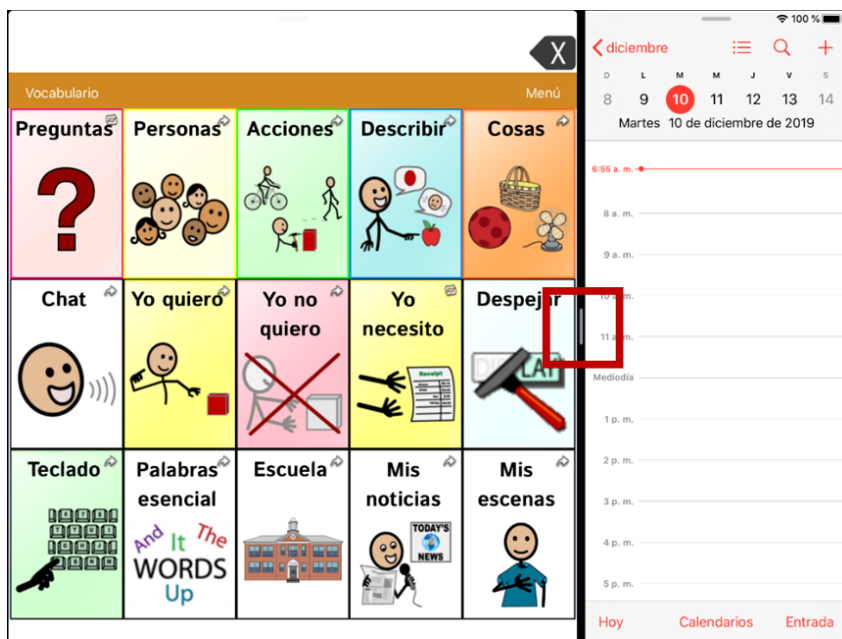 100 %
X
Vocabulario
Menú
Preguntas
Personas
Acciones
Describir
Cosas
?
Chat
Yo quiero
Yo no
quiero
Yo
necesito
Receipt
Despejar
LAY
Teclado
Palabras
esencial
And It The
WORDS
Up
Escuela
Mis
noticias
TODAY'S
NEWS
Mis
escenas
diciembre
D L M M J V S
8 9 10 11 12 13 14
Martes 10 de diciembre de 2019
6:55 a. m.
8 a. m.
9 a. m.
10 a. m.
11 a. m.
Mediodía
1 p. m.
2 p. m.
3 p. m.
4 p. m.
5 p. m.
Hoy
Calendarios
Entrada